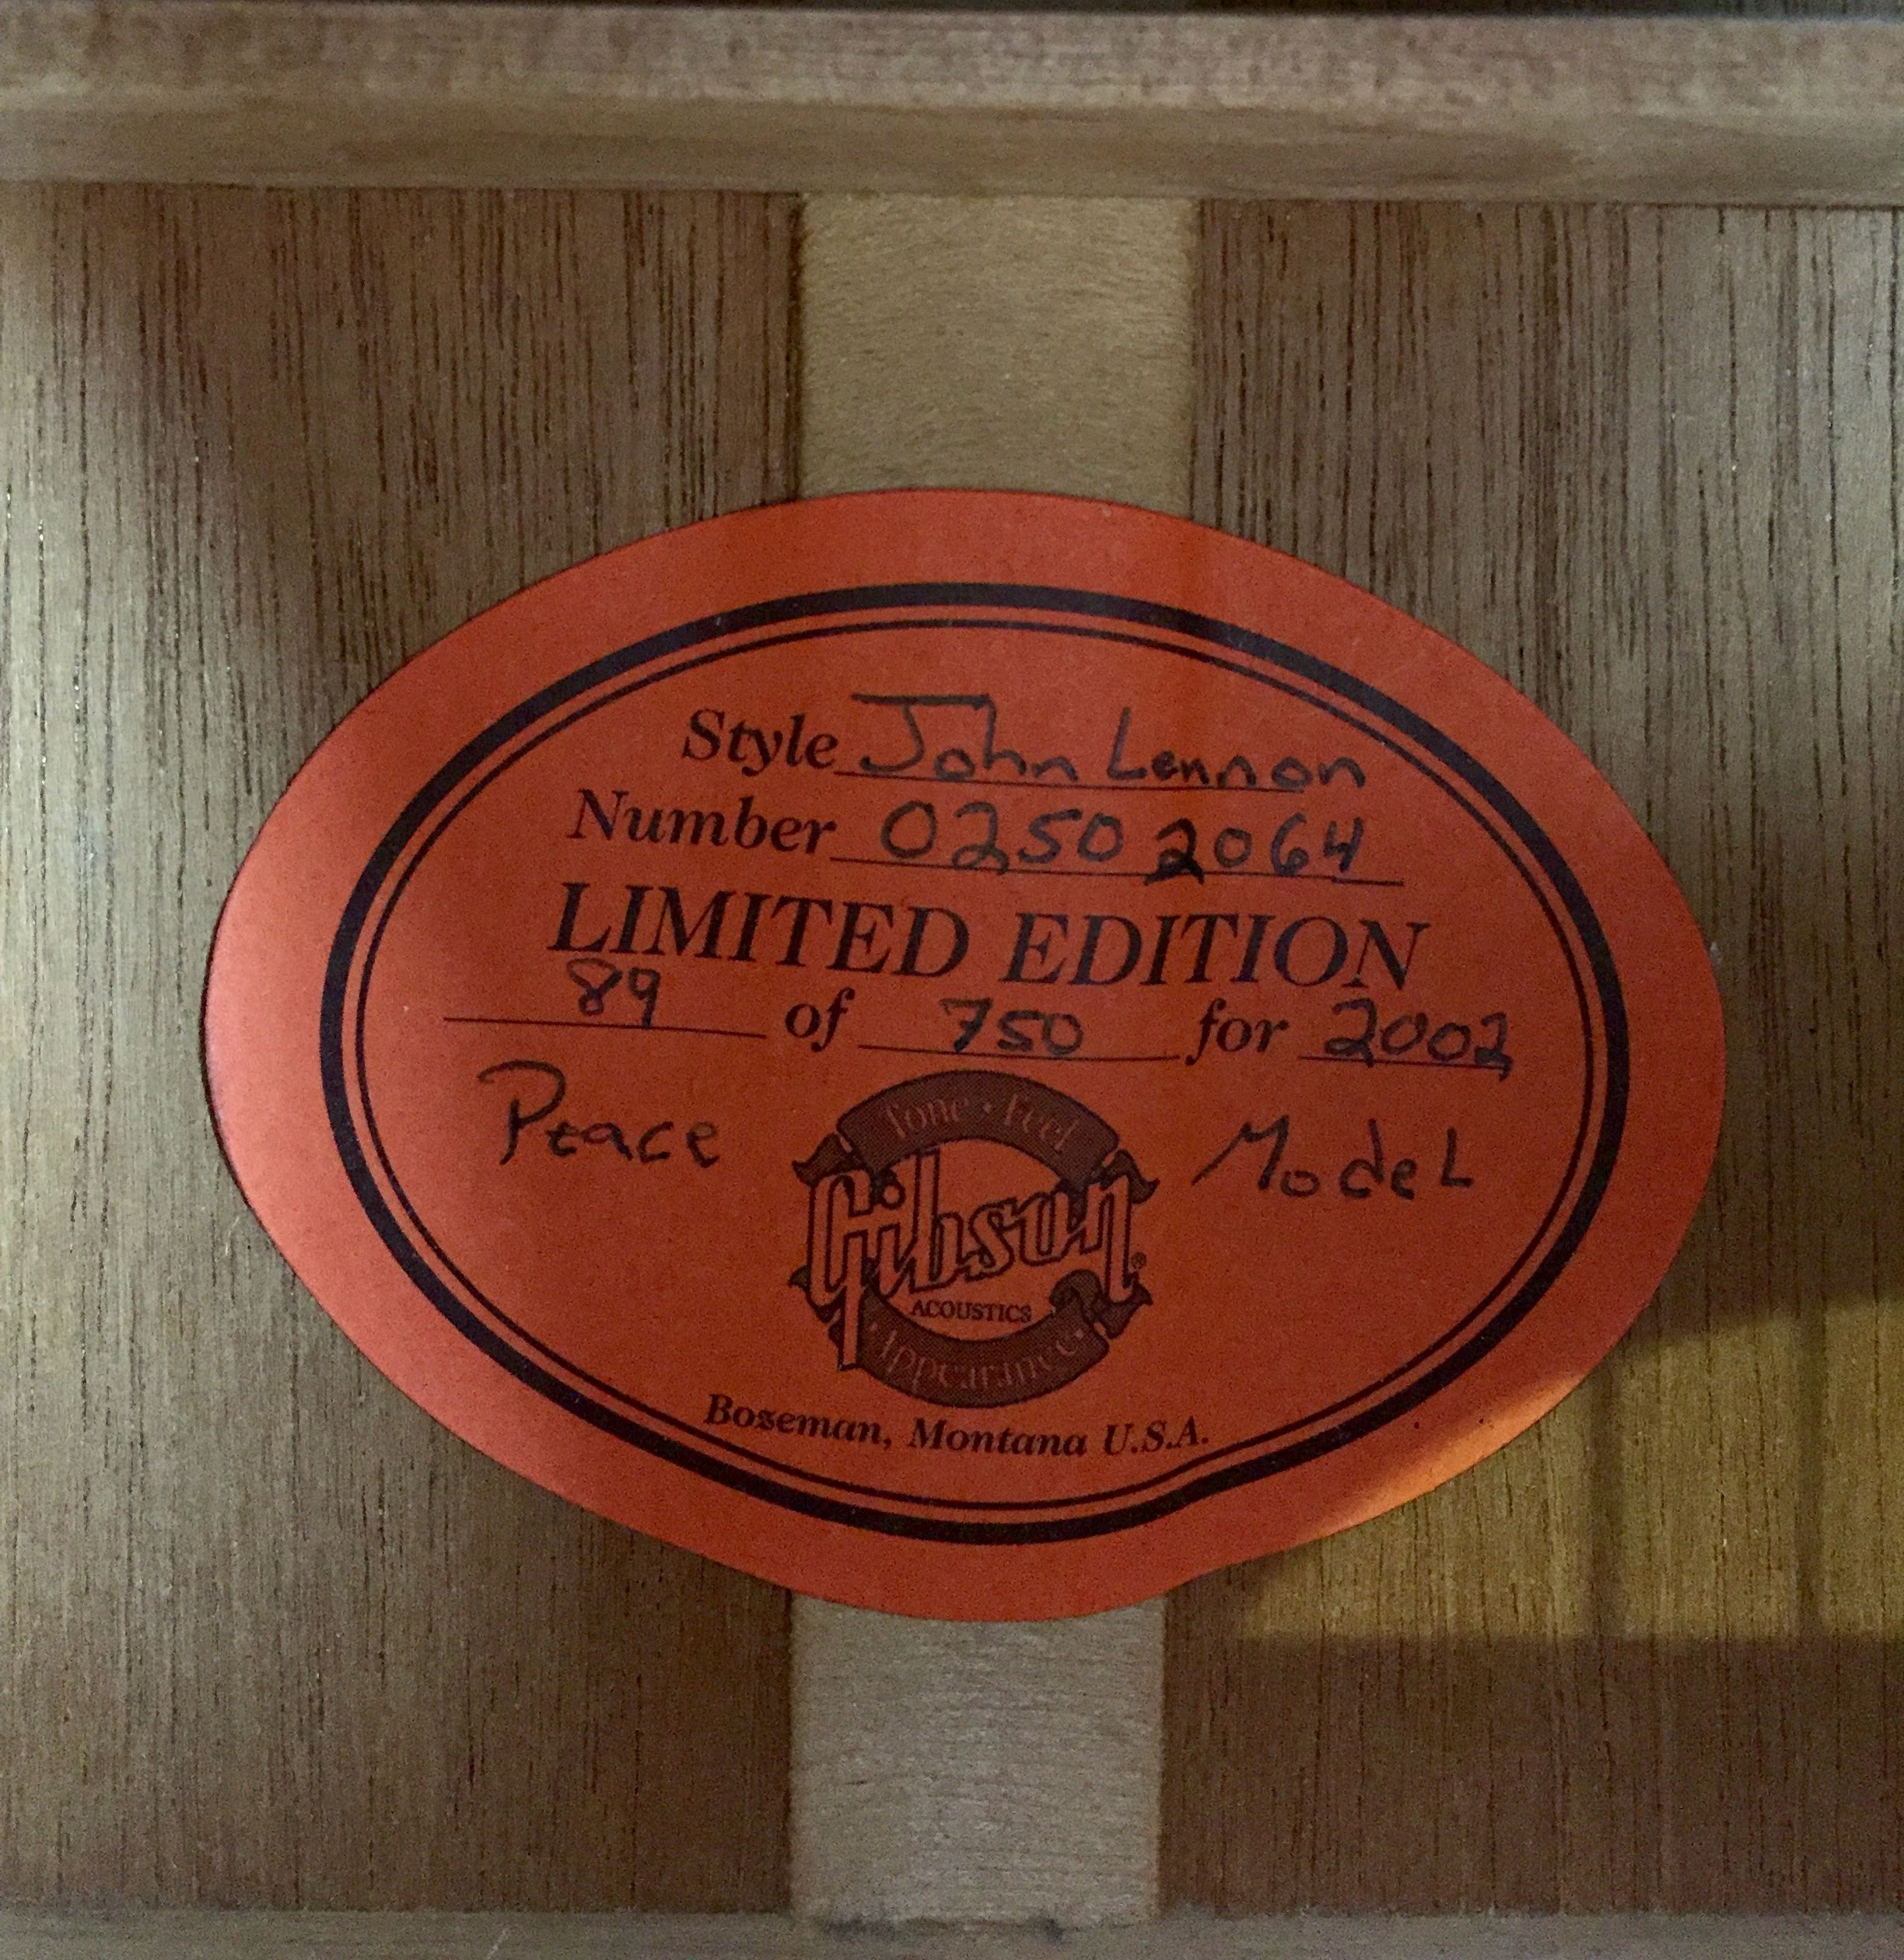 Style John Lennon
Number 02502064
LIMITED EDITION
89 of 750 for 2002
Peace Model
Tone · Feel
Gibson®
ACOUSTICS
· Appearance ·
Bozeman, Montana U.S.A.